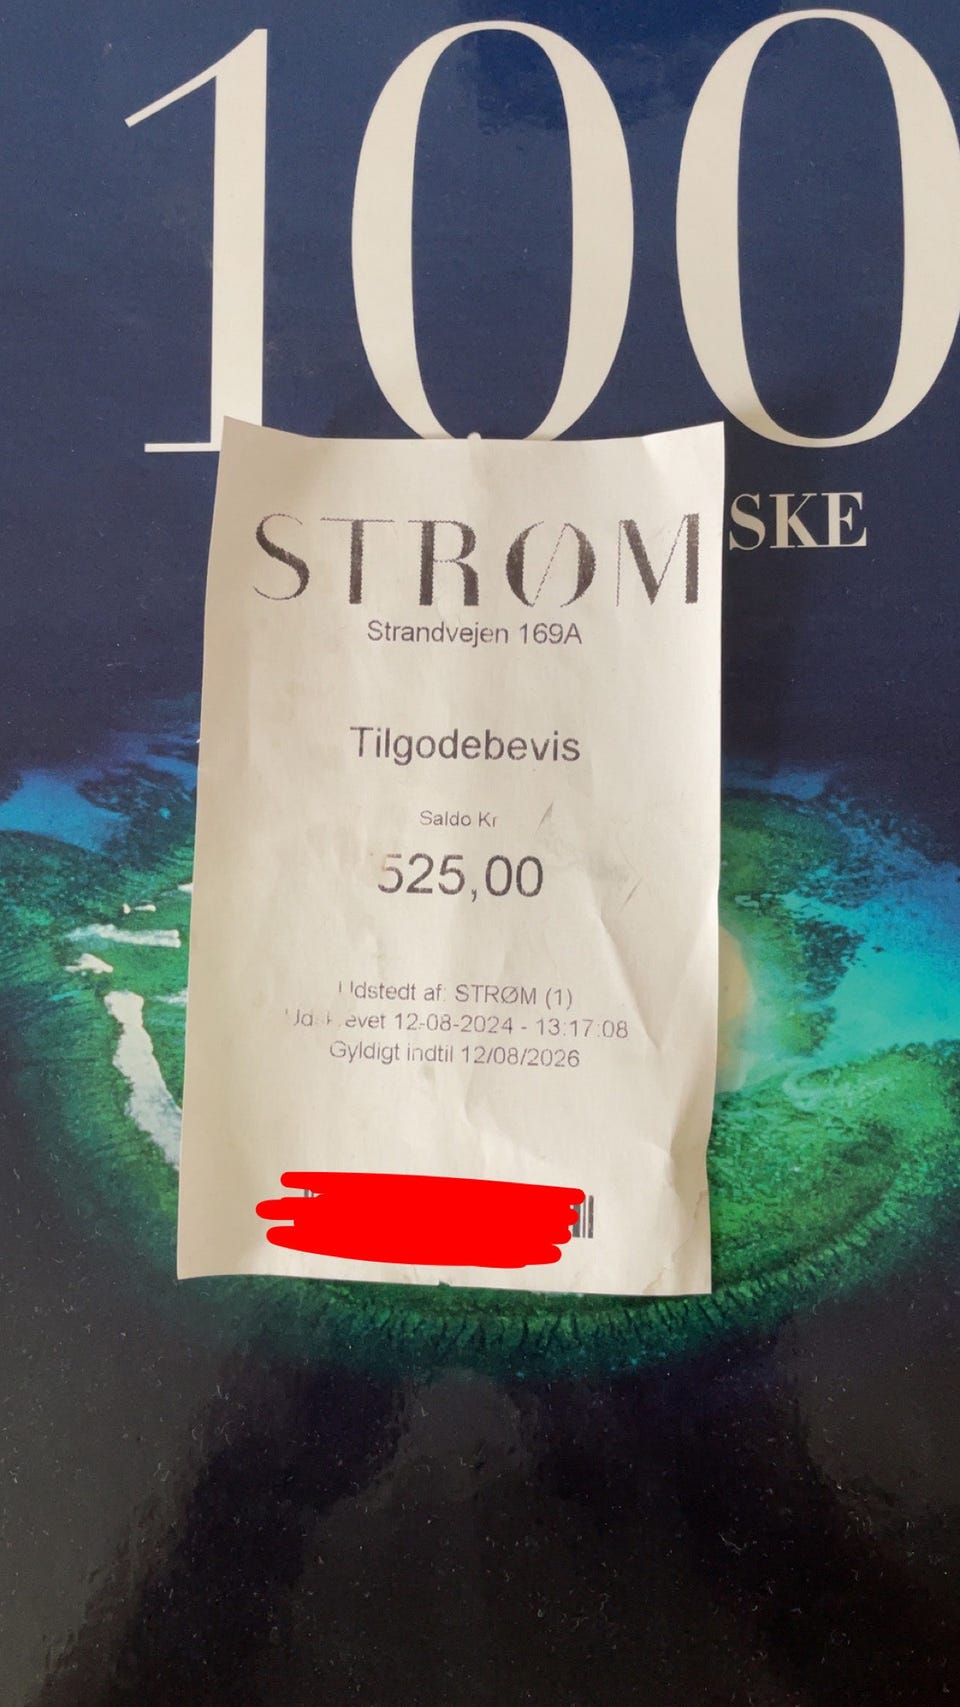 100
SKE
STRØM
Strandvejen 169A
Tilgodebevis
Saldo Kr
525,00
Udstedt af: STRØM (1)
12-08-2024 - 13:17:08
Gyldigt indtil 12/08/2026